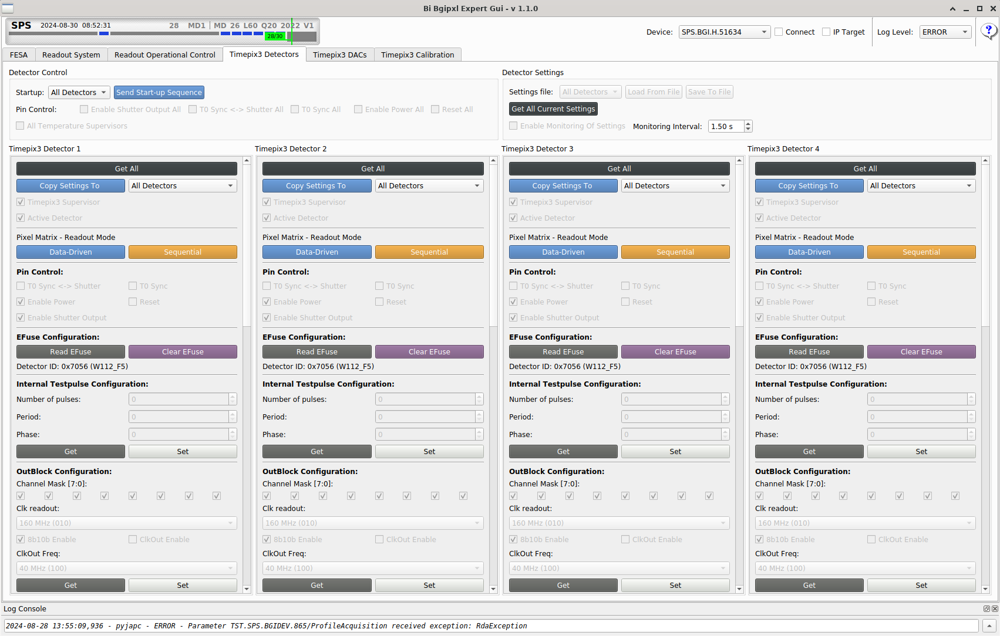 Bi Bgipxl Expert Gui - v 1.1.0
SPS 2024-08-30 08:52:31 28 MD1 MD 26 L60 Q20 2022 V1
28/30
Device: SPS.BGI.H.51634 Connect IP Target Log Level: ERROR
FESA Readout System Readout Operational Control Timepix3 Detectors Timepix3 DACs Timepix3 Calibration
Detector Control
Startup: All Detectors Send Start-up Sequence
Pin Control: Enable Shutter Output All T0 Sync <-> Shutter All T0 Sync All Enable Power All Reset All
All Temperature Supervisors
Detector Settings
Settings file: All Detectors Load From File Save To File
Get All Current Settings
Enable Monitoring Of Settings Monitoring Interval: 1.50 s
Timepix3 Detector 1
Get All
Copy Settings To All Detectors
Timepix3 Supervisor
Active Detector
Pixel Matrix - Readout Mode
Data-Driven Sequential
Pin Control:
T0 Sync <-> Shutter T0 Sync
Enable Power Reset
Enable Shutter Output
EFuse Configuration:
Read EFuse Clear EFuse
Detector ID: 0x7056 (W112_F5)
Internal Testpulse Configuration:
Number of pulses: 0
Period: 0
Phase: 0
Get Set
OutBlock Configuration:
Channel Mask [7:0]:
Clk readout:
160 MHz (010)
8b10b Enable ClkOut Enable
ClkOut Freq:
40 MHz (100)
Get Set
Timepix3 Detector 2
Get All
Copy Settings To All Detectors
Timepix3 Supervisor
Active Detector
Pixel Matrix - Readout Mode
Data-Driven Sequential
Pin Control:
T0 Sync <-> Shutter T0 Sync
Enable Power Reset
Enable Shutter Output
EFuse Configuration:
Read EFuse Clear EFuse
Detector ID: 0x7056 (W112_F5)
Internal Testpulse Configuration:
Number of pulses: 0
Period: 0
Phase: 0
Get Set
OutBlock Configuration:
Channel Mask [7:0]:
Clk readout:
160 MHz (010)
8b10b Enable ClkOut Enable
ClkOut Freq:
40 MHz (100)
Get Set
Timepix3 Detector 3
Get All
Copy Settings To All Detectors
Timepix3 Supervisor
Active Detector
Pixel Matrix - Readout Mode
Data-Driven Sequential
Pin Control:
T0 Sync <-> Shutter T0 Sync
Enable Power Reset
Enable Shutter Output
EFuse Configuration:
Read EFuse Clear EFuse
Detector ID: 0x7056 (W112_F5)
Internal Testpulse Configuration:
Number of pulses: 0
Period: 0
Phase: 0
Get Set
OutBlock Configuration:
Channel Mask [7:0]:
Clk readout:
160 MHz (010)
8b10b Enable ClkOut Enable
ClkOut Freq:
40 MHz (100)
Get Set
Timepix3 Detector 4
Get All
Copy Settings To All Detectors
Timepix3 Supervisor
Active Detector
Pixel Matrix - Readout Mode
Data-Driven Sequential
Pin Control:
T0 Sync <-> Shutter T0 Sync
Enable Power Reset
Enable Shutter Output
EFuse Configuration:
Read EFuse Clear EFuse
Detector ID: 0x7056 (W112_F5)
Internal Testpulse Configuration:
Number of pulses: 0
Period: 0
Phase: 0
Get Set
OutBlock Configuration:
Channel Mask [7:0]:
Clk readout:
160 MHz (010)
8b10b Enable ClkOut Enable
ClkOut Freq:
40 MHz (100)
Get Set
Log Console
2024-08-28 13:55:09,936 - pyjapc - ERROR - Parameter TST.SPS.BGIDEV.865/ProfileAcquisition received exception: RdaException